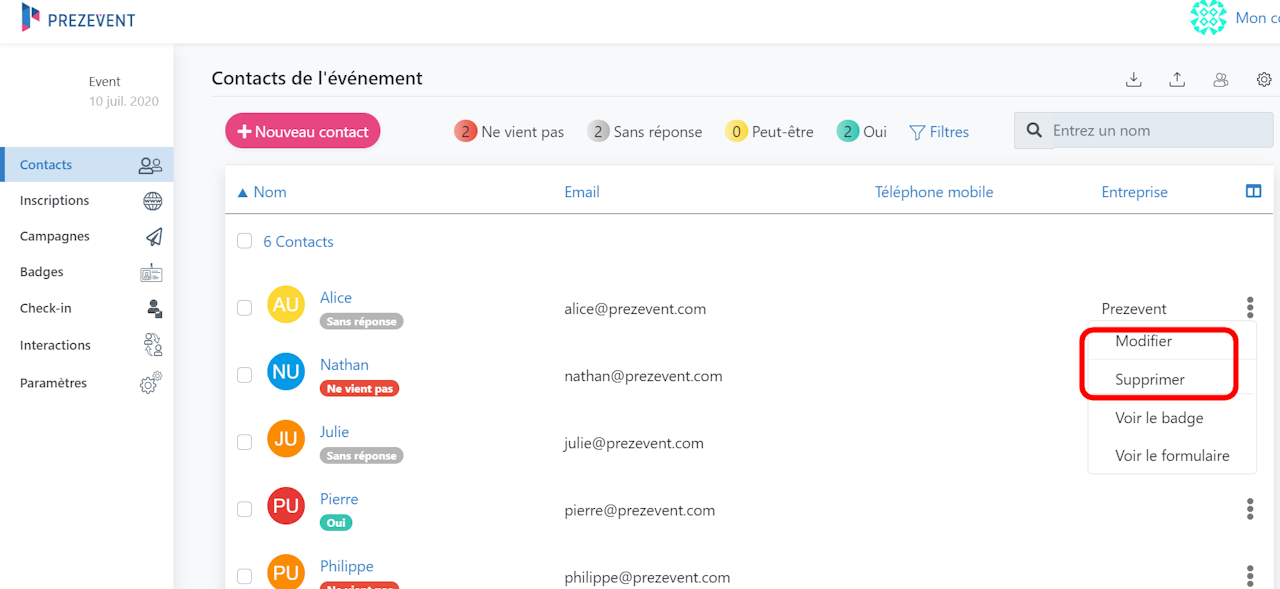 PREZEVENT
Mon co
Event
10 juil. 2020
Contacts
Inscriptions
Campagnes
Badges
Check-in
Interactions
Paramètres
Contacts de l'événement
Nouveau contact
2 Ne vient pas
2 Sans réponse
0 Peut-être
2 Oui
Filtres
Entrez un nom
Nom Email Téléphone mobile Entreprise
6 Contacts
AU Alice alice@prezevent.com Prezevent
Sans réponse
Modifier
Supprimer
Voir le badge
Voir le formulaire
NU Nathan nathan@prezevent.com
Ne vient pas
JU Julie julie@prezevent.com
Sans réponse
PU Pierre pierre@prezevent.com
Oui
PU Philippe philippe@prezevent.com
Ne vient pas